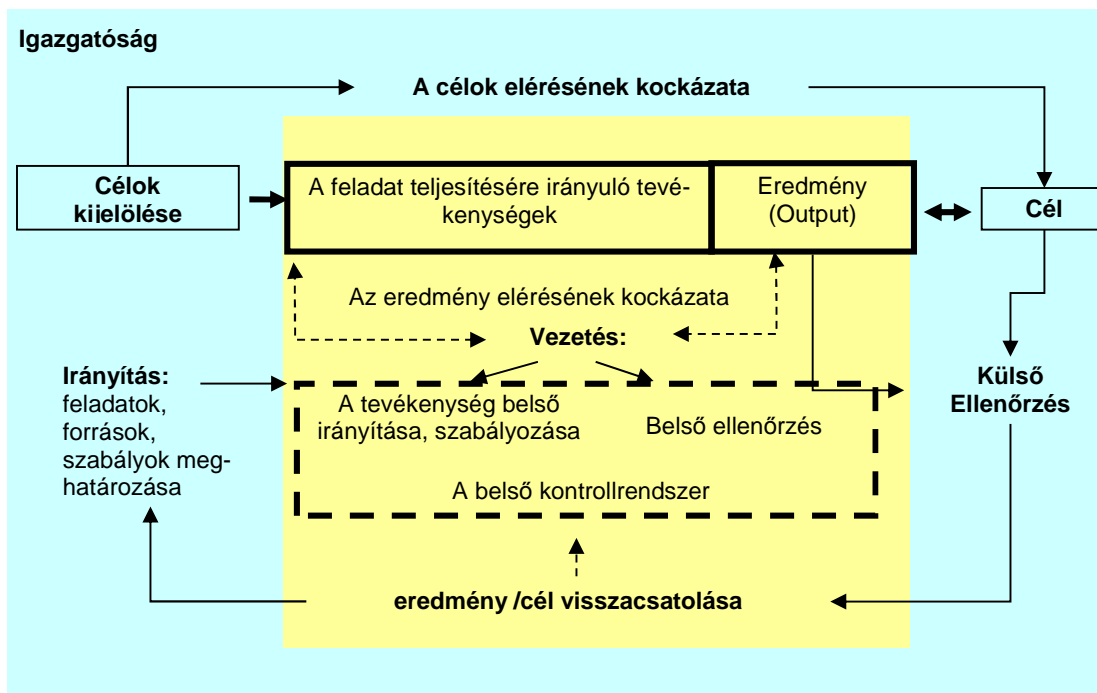 Igazgatóság
A célok elérésének kockázata
Célok
kijelölése
A feladat teljesítésére irányuló tevé-
kenységek
Eredmény
(Output)
Cél
Az eredmény elérésének kockázata
Vezetés:
Irányítás:
feladatok,
források,
szabályok meg-
határozása
A tevékenység belső
irányítása, szabályozása
Belső ellenőrzés
A belső kontrollrendszer
Külső
Ellenőrzés
eredmény /cél visszacsatolása